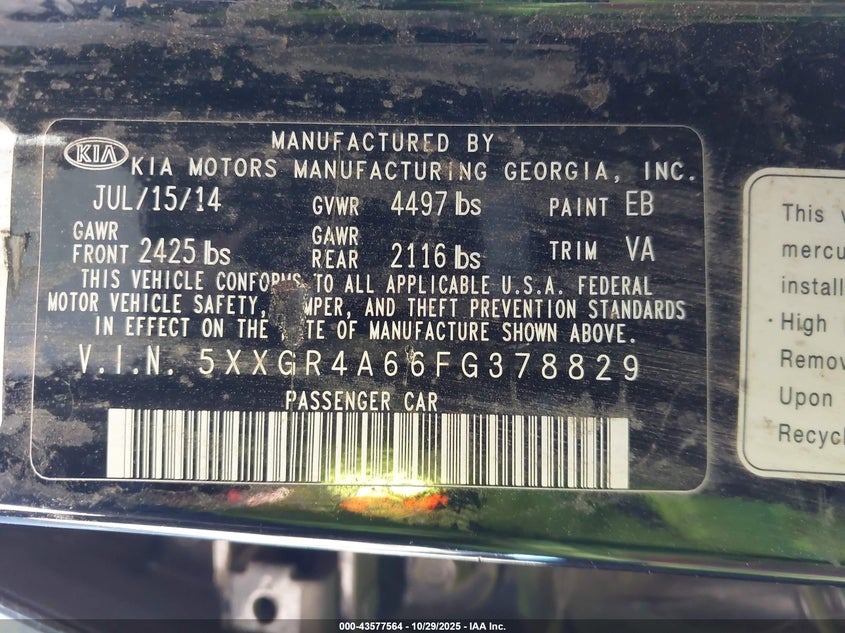 MANUFACTURED BY
KIA KIA MOTORS MANUFACTURING GEORGIA, INC.
JUL/15/14 GVWR 4497 lbs PAINT EB
GAWR FRONT 2425 lbs GAWR REAR 2116 lbs TRIM VA
THIS VEHICLE CONFORMS TO ALL APPLICABLE U.S.A. FEDERAL
MOTOR VEHICLE SAFETY, MPER, AND THEFT PREVENTION STANDARDS
IN EFFECT ON THE TE OF MANUFACTURE SHOWN ABOVE.
V.I.N. 5XXGR4A66FG378829
PASSENGER CAR
This v
mercu
install
· High
Remov
Upon
Recycl
000-43577564 - 10/29/2025 - IAA Inc.